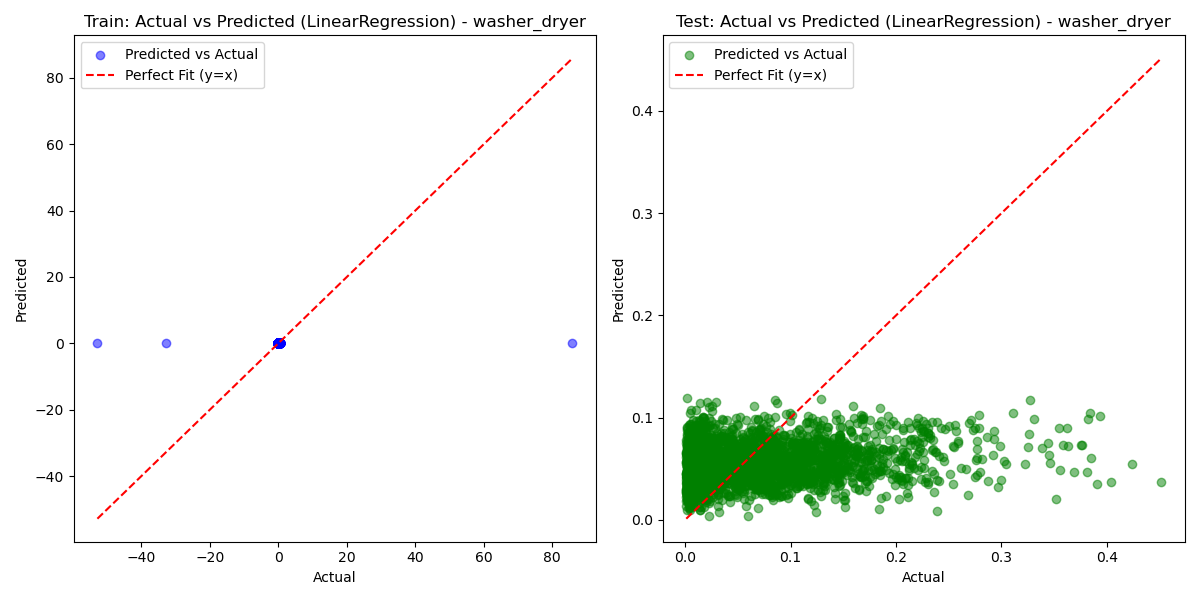 Train: Actual vs Predicted (LinearRegression) - washer_dryer
Predicted vs Actual
Perfect Fit (y=x)
80
60
40
20
0
−20
−40
Predicted
−40
−20
0
20
40
60
80
Actual
Test: Actual vs Predicted (LinearRegression) - washer_dryer
Predicted vs Actual
Perfect Fit (y=x)
0.4
0.3
0.2
0.1
0.0
Predicted
0.0
0.1
0.2
0.3
0.4
Actual